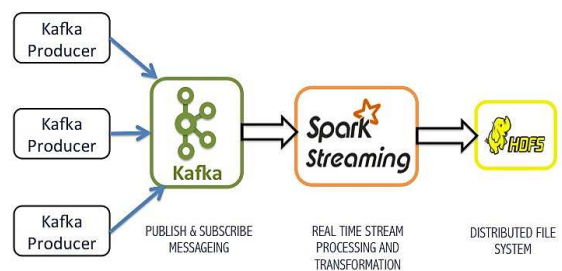 Kafka
Producer
Kafka
Producer
Kafka
Producer
Kafka
Spark
Streaming
HDFS
PUBLISH & SUBSCRIBE
MESSAGEING
REAL TIME STREAM
PROCESSING AND
TRANSFORMATION
DISTRIBUTED FILE
SYSTEM